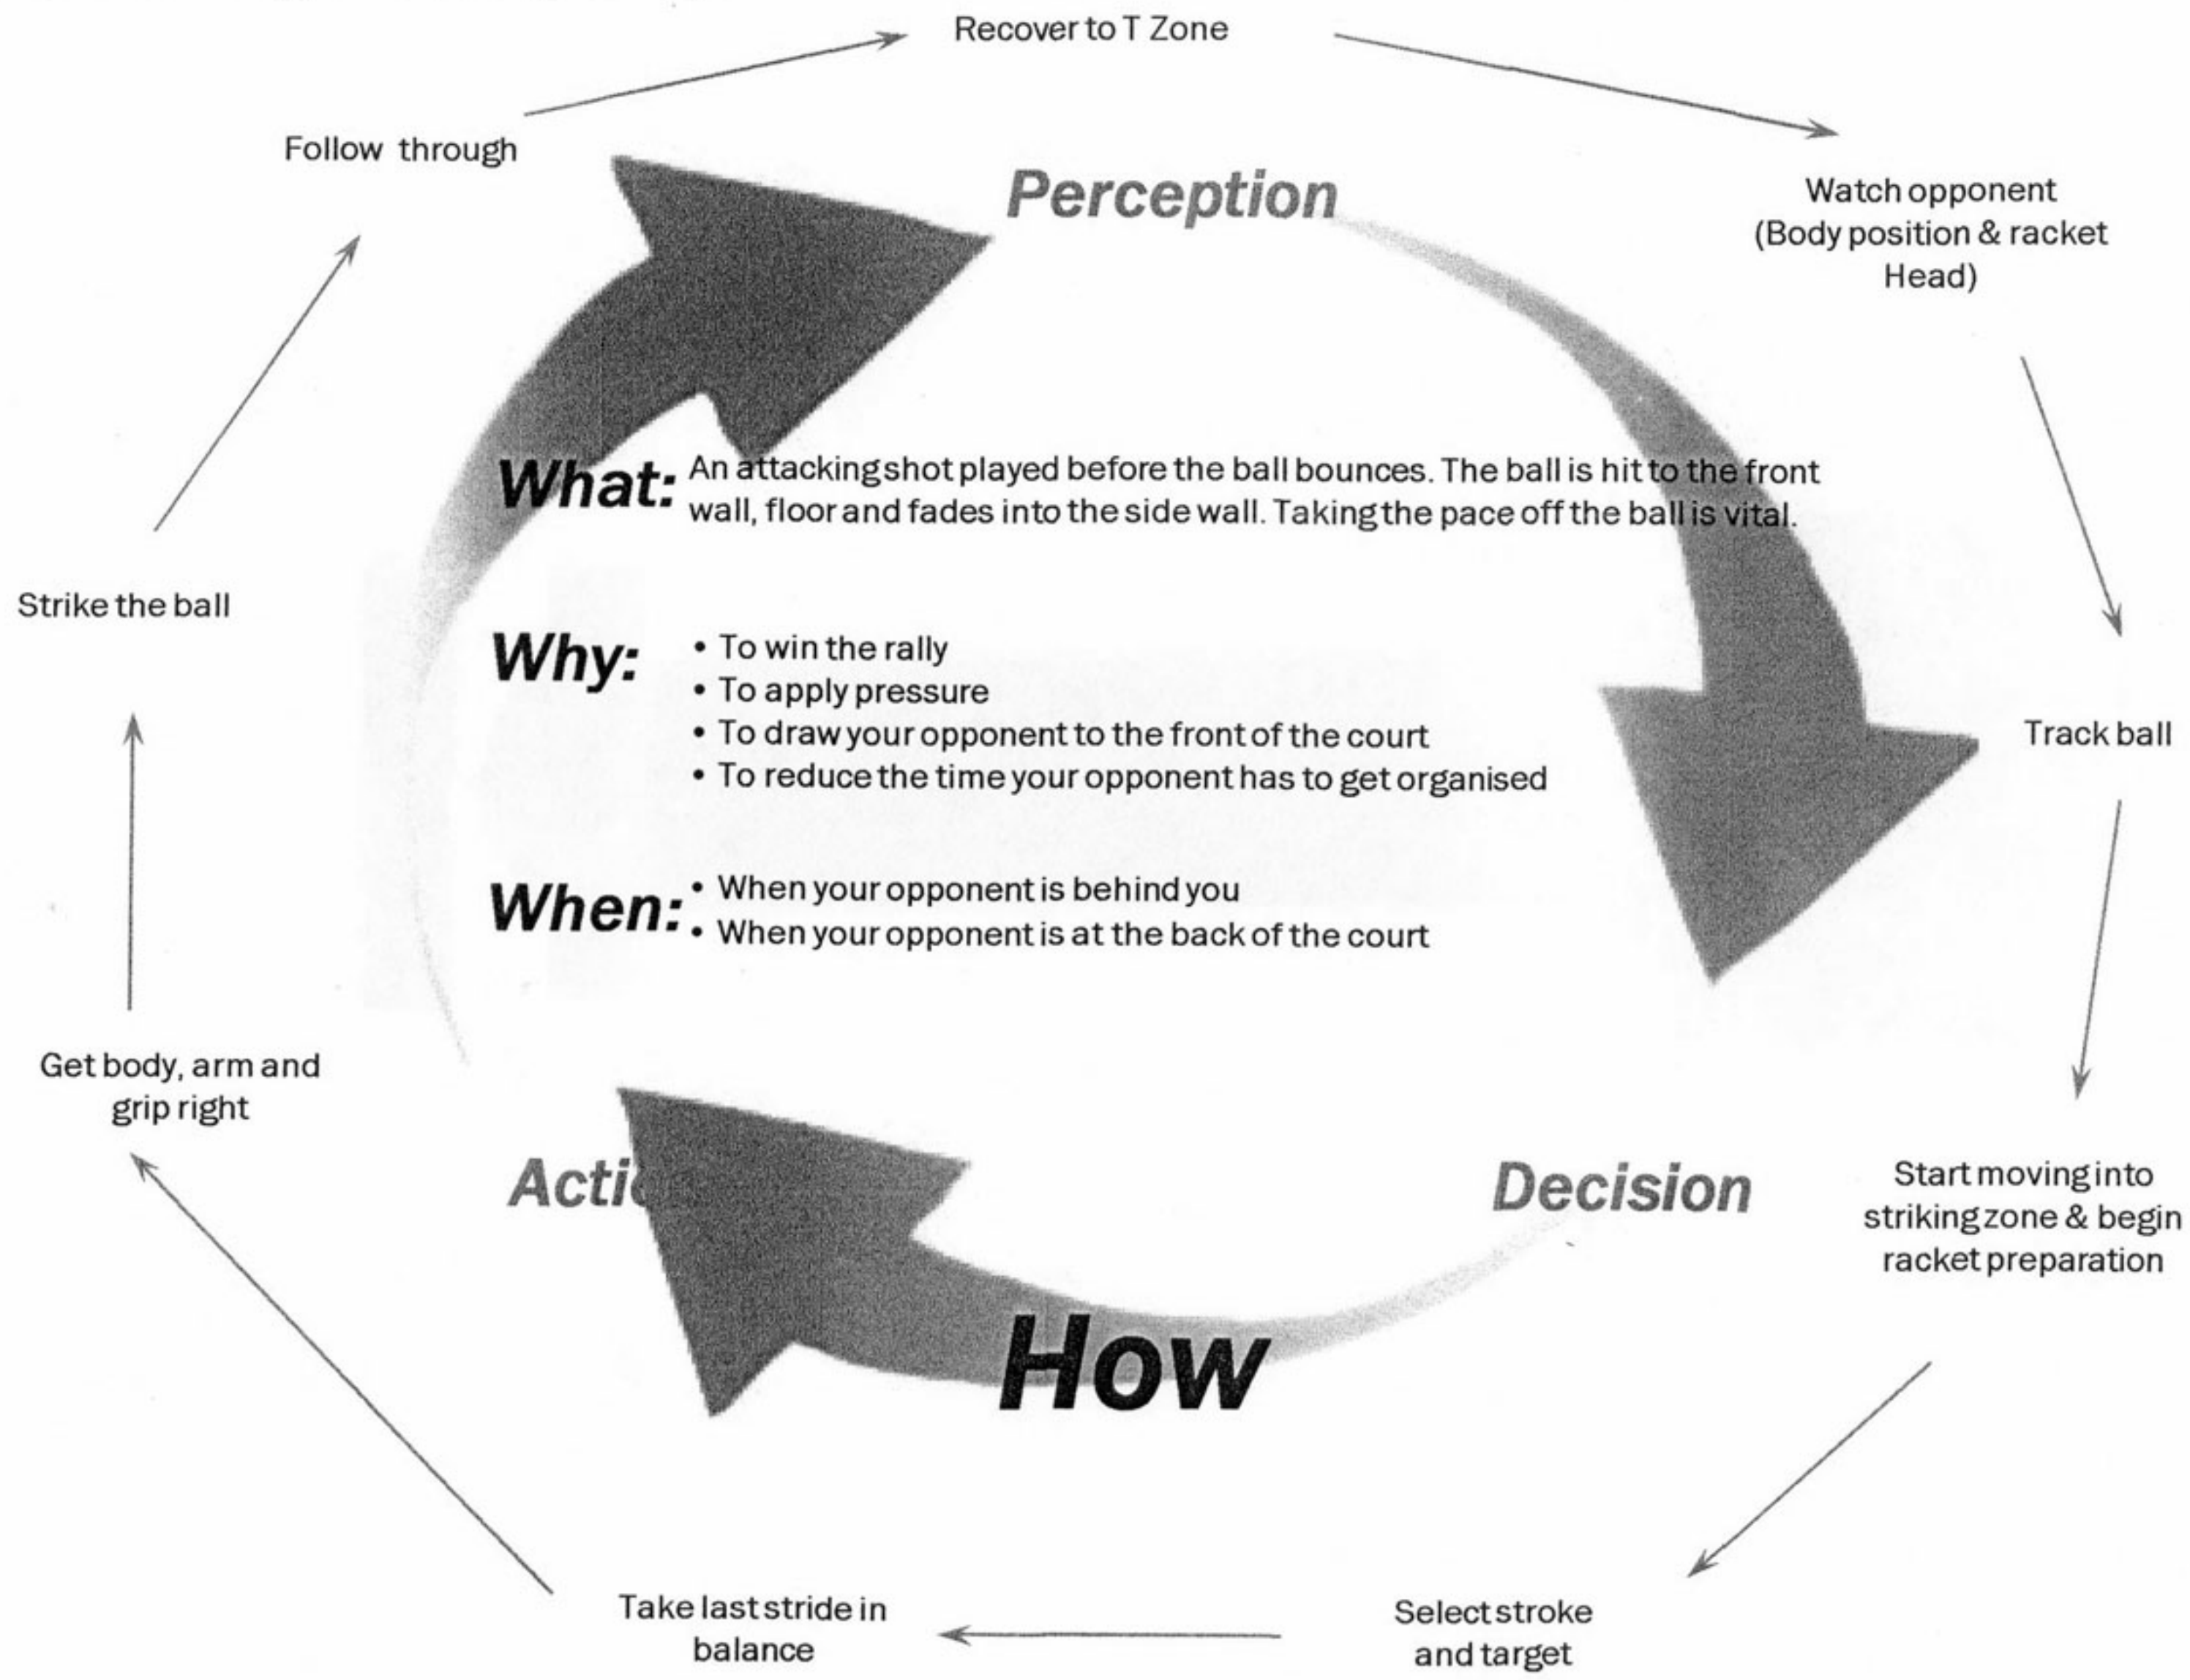 Recover to T Zone
Follow through
Perception
Watch opponent
(Body position & racket
Head)
What:
An attacking shot played before the ball bounces. The ball is hit to the front
wall, floor and fades into the side wall. Taking the pace off the ball is vital.
Strike the ball
Why:
• To win the rally
• To apply pressure
• To draw your opponent to the front of the court
• To reduce the time your opponent has to get organised
Track ball
When:
• When your opponent is behind you
• When your opponent is at the back of the court
Get body, arm and
grip right
Decision
Start moving into
striking zone & begin
racket preparation
How
Take last stride in
balance
Select stroke
and target